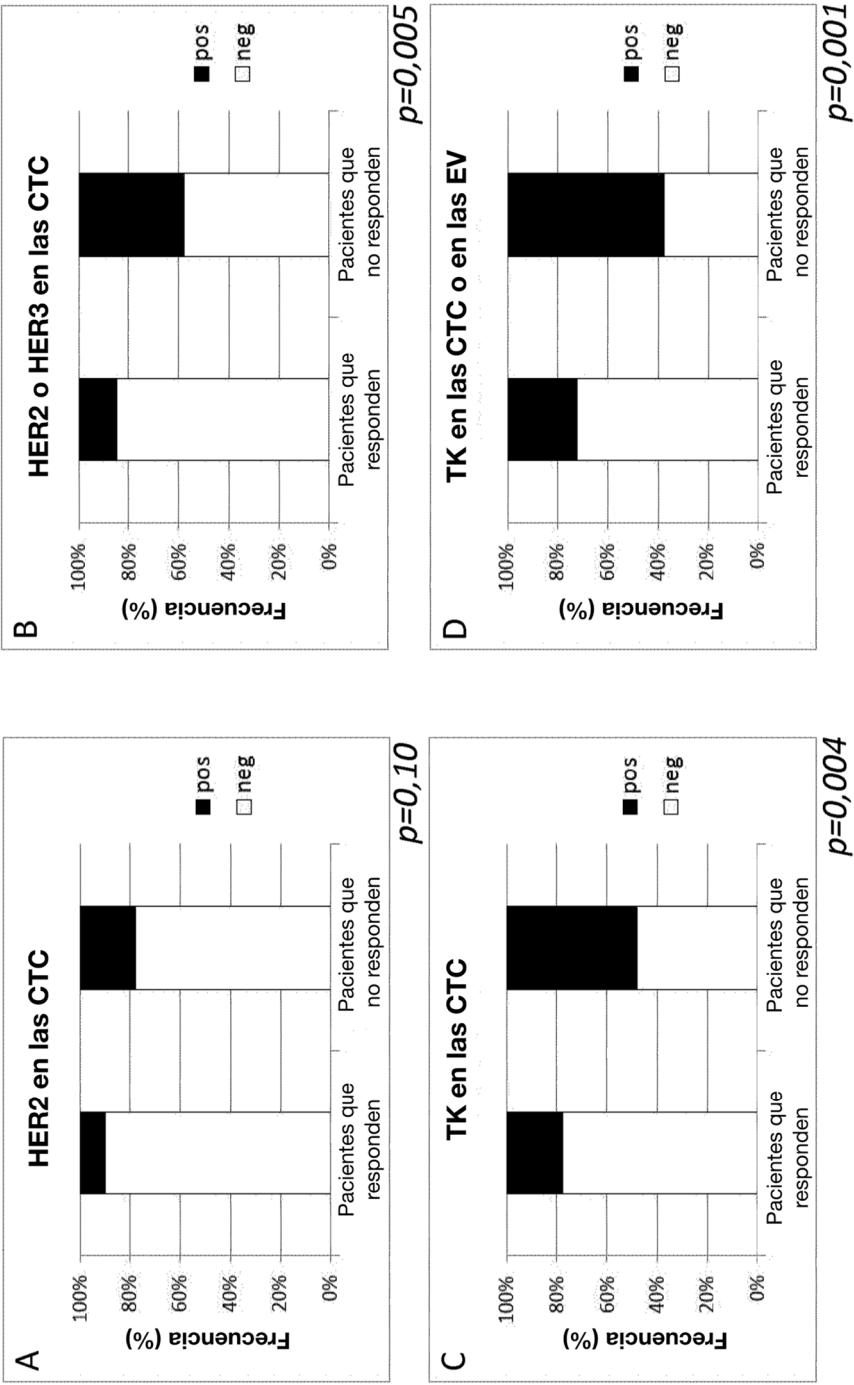 A
HER2 en las CTC
Frecuencia (%)
100%
80%
60%
40%
20%
0%
Pacientes que
responden
Pacientes que
no responden
pos
neg
p=0,10
B
HER2 o HER3 en las CTC
Frecuencia (%)
100%
80%
60%
40%
20%
0%
Pacientes que
responden
Pacientes que
no responden
pos
neg
p=0,005
C
TK en las CTC
Frecuencia (%)
100%
80%
60%
40%
20%
0%
Pacientes que
responden
Pacientes que
no responden
pos
neg
p=0,004
D
TK en las CTC o en las EV
Frecuencia (%)
100%
80%
60%
40%
20%
0%
Pacientes que
responden
Pacientes que
no responden
pos
neg
p=0,001